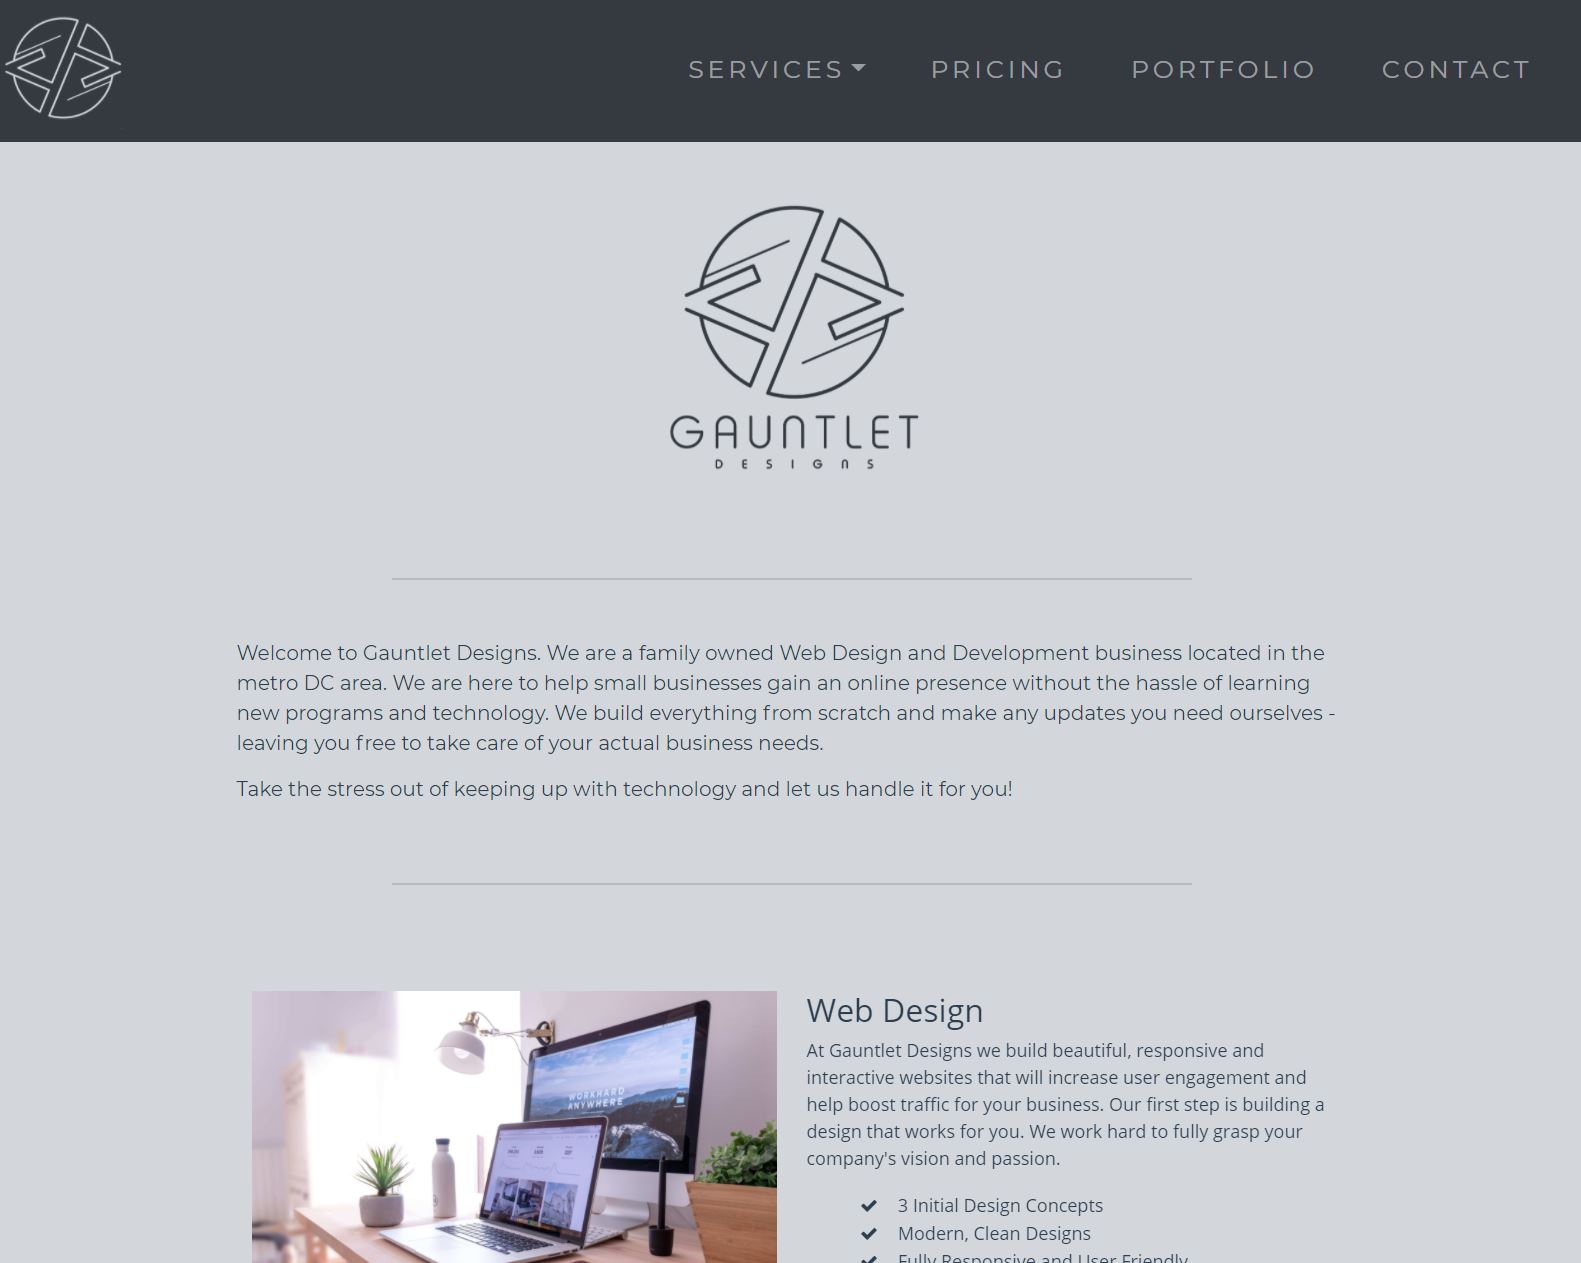 SERVICES PRICING PORTFOLIO CONTACT
GAUNTLET
DESIGNS
Welcome to Gauntlet Designs. We are a family owned Web Design and Development business located in the
metro DC area. We are here to help small businesses gain an online presence without the hassle of learning
new programs and technology. We build everything from scratch and make any updates you need ourselves -
leaving you free to take care of your actual business needs.
Take the stress out of keeping up with technology and let us handle it for you!
WORKHARD
ANYWHERE
Web Design
At Gauntlet Designs we build beautiful, responsive and
interactive websites that will increase user engagement and
help boost traffic for your business. Our first step is building a
design that works for you. We work hard to fully grasp your
company's vision and passion.
3 Initial Design Concepts
Modern, Clean Designs
Fully Responsive and User Friendly